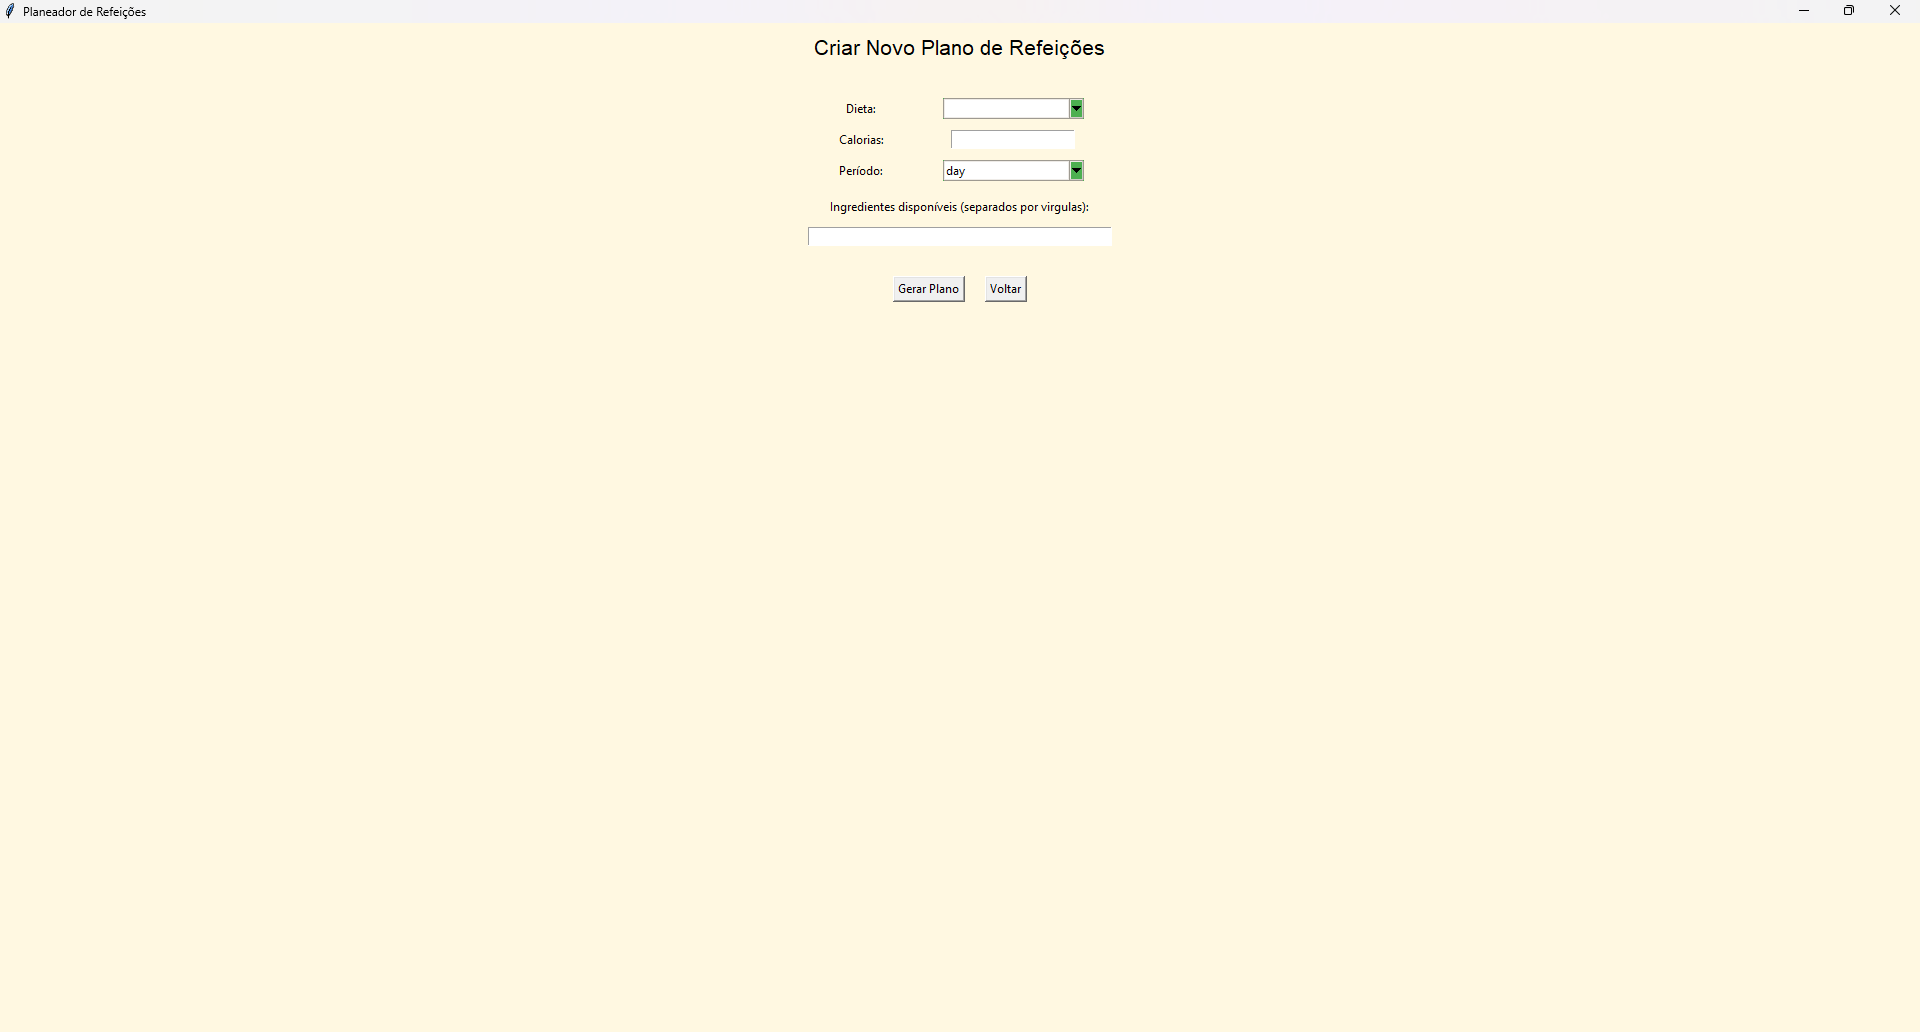 Planeador de Refeições
Criar Novo Plano de Refeições
Dieta:
Calorias:
Período:
day
Ingredientes disponíveis (separados por virgulas):
Gerar Plano
Voltar